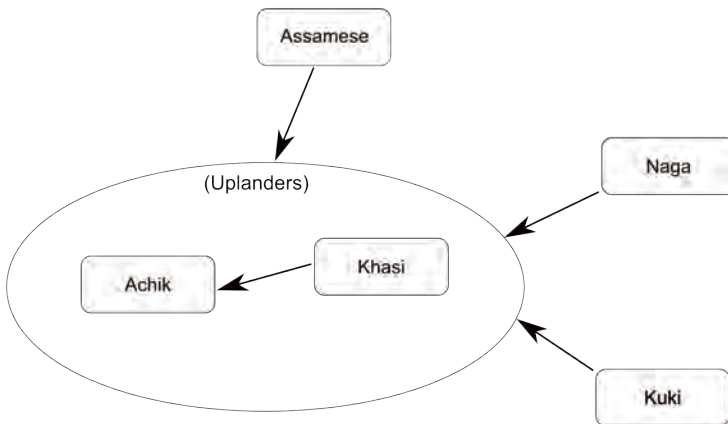 Assamese
Naga
(Uplanders)
Khasi
Achik
Kuki